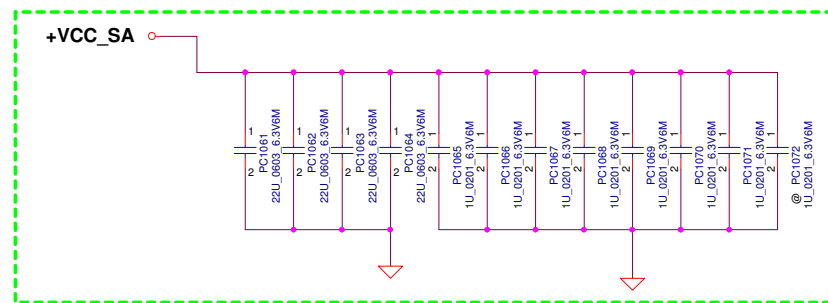 +VCC_SA
1
2
PC1061
22U_0603_6.3V6M
1
2
PC1062
22U_0603_6.3V6M
1
2
PC1063
22U_0603_6.3V6M
1
2
PC1064
22U_0603_6.3V6M
1
2
PC1065
1U_0201_6.3V6M
1
2
PC1066
1U_0201_6.3V6M
1
2
PC1067
1U_0201_6.3V6M
1
2
PC1068
1U_0201_6.3V6M
1
2
PC1069
1U_0201_6.3V6M
1
2
PC1070
1U_0201_6.3V6M
1
2
PC1071
1U_0201_6.3V6M
1
2
@ PC1072
1U_0201_6.3V6M